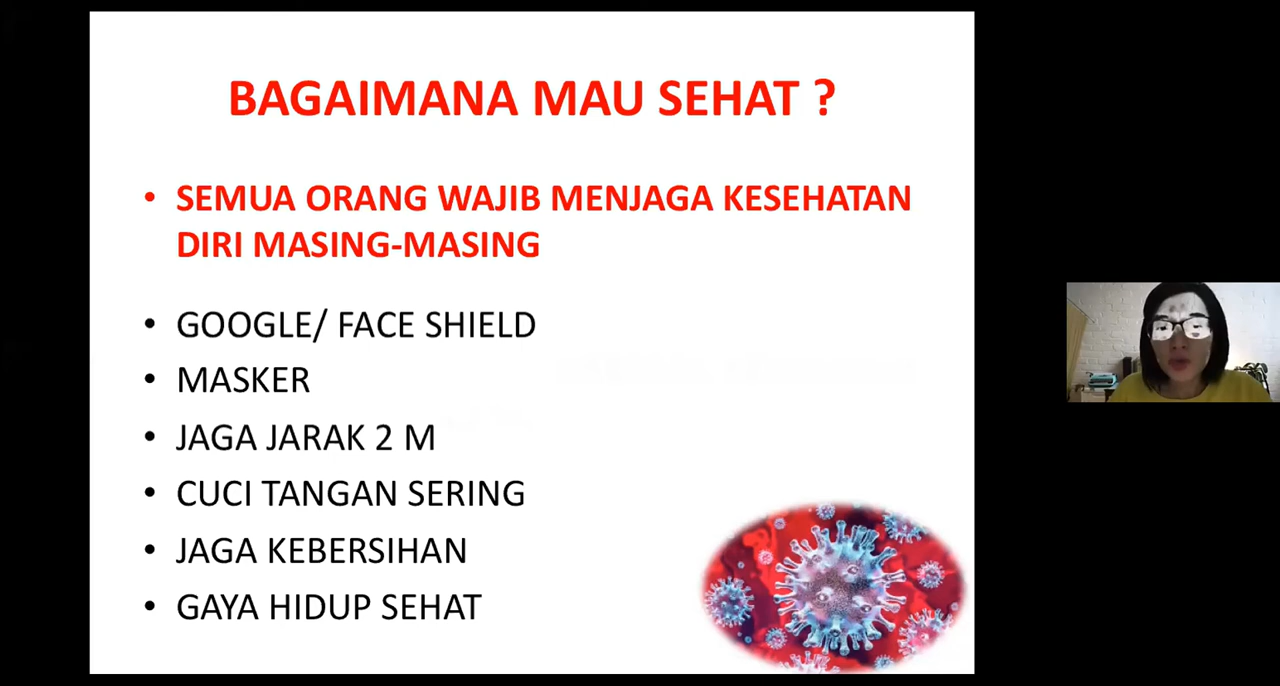 BAGAIMANA MAU SEHAT ?
• SEMUA ORANG WAJIB MENJAGA KESEHATAN
DIRI MASING-MASING
• GOOGLE/ FACE SHIELD
• MASKER
• JAGA JARAK 2 M
• CUCI TANGAN SERING
• JAGA KEBERSIHAN
• GAYA HIDUP SEHAT